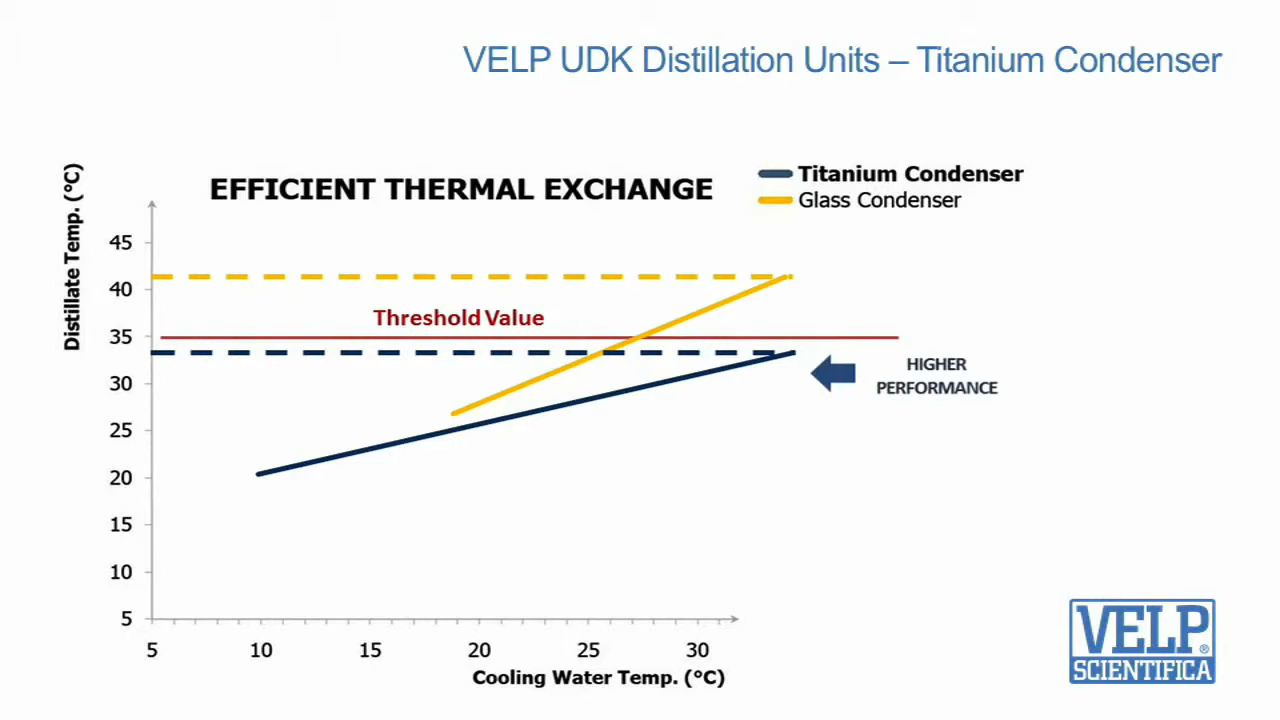 VELP UDK Distillation Units – Titanium Condenser
EFFICIENT THERMAL EXCHANGE
Titanium Condenser
Glass Condenser
Distillate Temp. (°C)
45
40
35
30
25
20
15
10
5
Threshold Value
HIGHER
PERFORMANCE
5 10 15 20 25 30
Cooling Water Temp. (°C)
VELP®
SCIENTIFICA